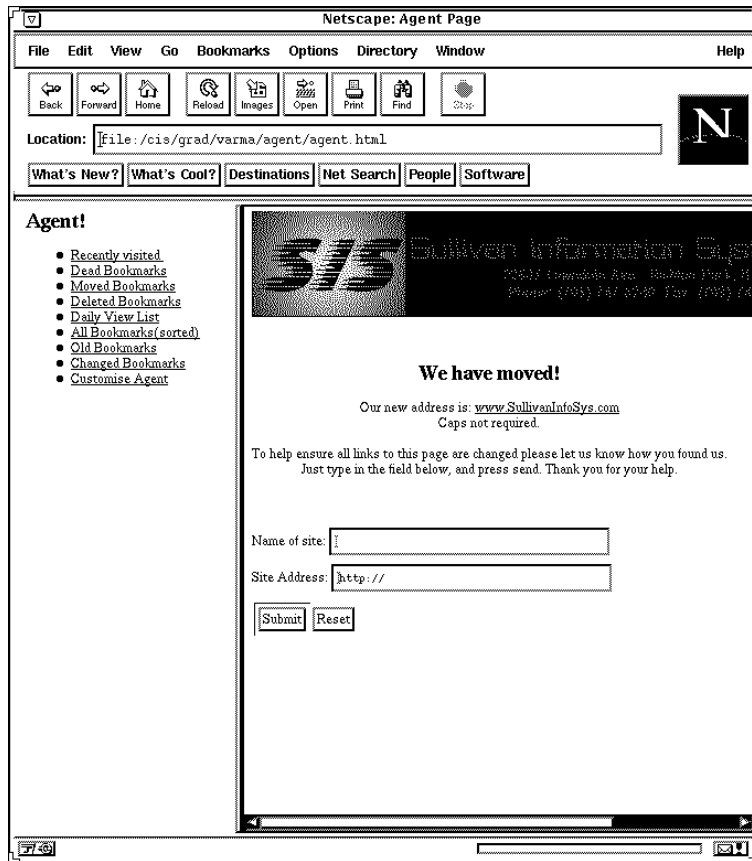 Netscape: Agent Page
File Edit View Go Bookmarks Options Directory Window Help
Back Forward Home Reload Images Open Print Find Stop
Location: file:/cis/grad/varma/agent/agent.html
N
What's New? What's Cool? Destinations Net Search People Software
Agent!
Recently visited
Dead Bookmarks
Moved Bookmarks
Deleted Bookmarks
Daily View List
All Bookmarks(sorted)
Old Bookmarks
Changed Bookmarks
Customise Agent
SIS
Sullivan Information Sys
We have moved!
Our new address is: www.SullivanInfoSys.com
Caps not required.
To help ensure all links to this page are changed please let us know how you found us.
Just type in the field below, and press send. Thank you for your help.
Name of site:
Site Address: http://
Submit Reset